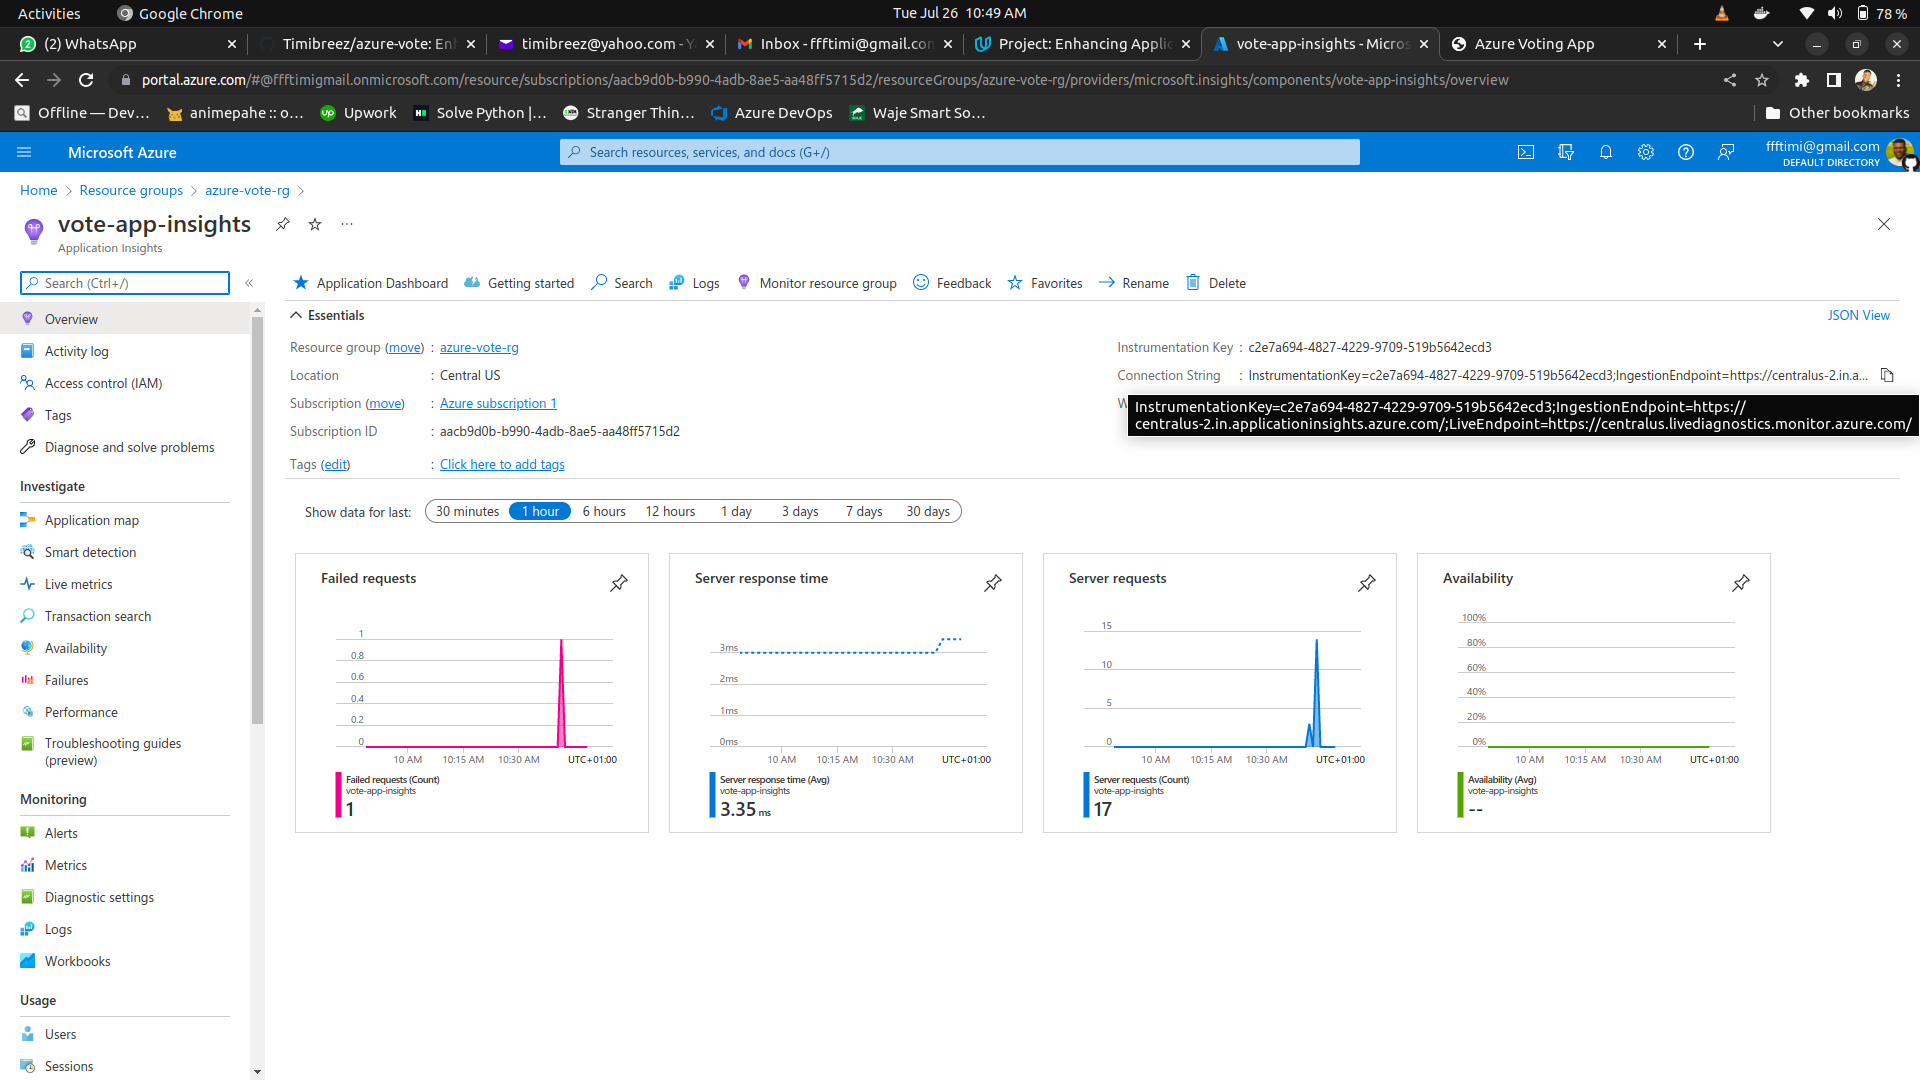 Activities
Google Chrome
Tue Jul 26 10:49 AM
78 %
(2) WhatsApp
Timibreez/azure-vote: Enh
timibreez@yahoo.com - Y
Inbox - ffftimi@gmail.com
Project: Enhancing Applic
vote-app-insights - Micros
Azure Voting App
portal.azure.com/#@ffftimigmail.onmicrosoft.com/resource/subscriptions/aacb9d0b-b990-4adb-8ae5-aa48ff5715d2/resourceGroups/azure-vote-rg/providers/microsoft.insights/components/vote-app-insights/overview
Offline — Dev...
animepahe :: o...
Upwork
Solve Python |...
Stranger Thin...
Azure DevOps
Waje Smart So...
Other bookmarks
Microsoft Azure
Search resources, services, and docs (G+/)
ffftimi@gmail.com
DEFAULT DIRECTORY
Home
Resource groups
azure-vote-rg
vote-app-insights
Application Insights
Search (Ctrl+/)
Application Dashboard
Getting started
Search
Logs
Monitor resource group
Feedback
Favorites
Rename
Delete
Overview
Activity log
Access control (IAM)
Tags
Diagnose and solve problems
Investigate
Application map
Smart detection
Live metrics
Transaction search
Availability
Failures
Performance
Troubleshooting guides
(preview)
Monitoring
Alerts
Metrics
Diagnostic settings
Logs
Workbooks
Usage
Users
Sessions
Essentials
JSON View
Resource group (move) : azure-vote-rg
Location : Central US
Subscription (move) : Azure subscription 1
Subscription ID : aacb9d0b-b990-4adb-8ae5-aa48ff5715d2
Tags (edit) : Click here to add tags
Instrumentation Key : c2e7a694-4827-4229-9709-519b5642ecd3
Connection String : InstrumentationKey=c2e7a694-4827-4229-9709-519b5642ecd3;IngestionEndpoint=https://centralus-2.in.a...
W
InstrumentationKey=c2e7a694-4827-4229-9709-519b5642ecd3;IngestionEndpoint=https://
centralus-2.in.applicationinsights.azure.com/;LiveEndpoint=https://centralus.livediagnostics.monitor.azure.com/
Show data for last:
30 minutes
1 hour
6 hours
12 hours
1 day
3 days
7 days
30 days
Failed requests
1
0.8
0.6
0.4
0.2
0
10 AM
10:15 AM
10:30 AM
UTC+01:00
Failed requests (Count)
vote-app-insights
1
Server response time
3ms
2ms
1ms
0ms
10 AM
10:15 AM
10:30 AM
UTC+01:00
Server response time (Avg)
vote-app-insights
3.35 ms
Server requests
15
10
5
0
10 AM
10:15 AM
10:30 AM
UTC+01:00
Server requests (Count)
vote-app-insights
17
Availability
100%
80%
60%
40%
20%
0%
10 AM
10:15 AM
10:30 AM
UTC+01:00
Availability (Avg)
vote-app-insights
--